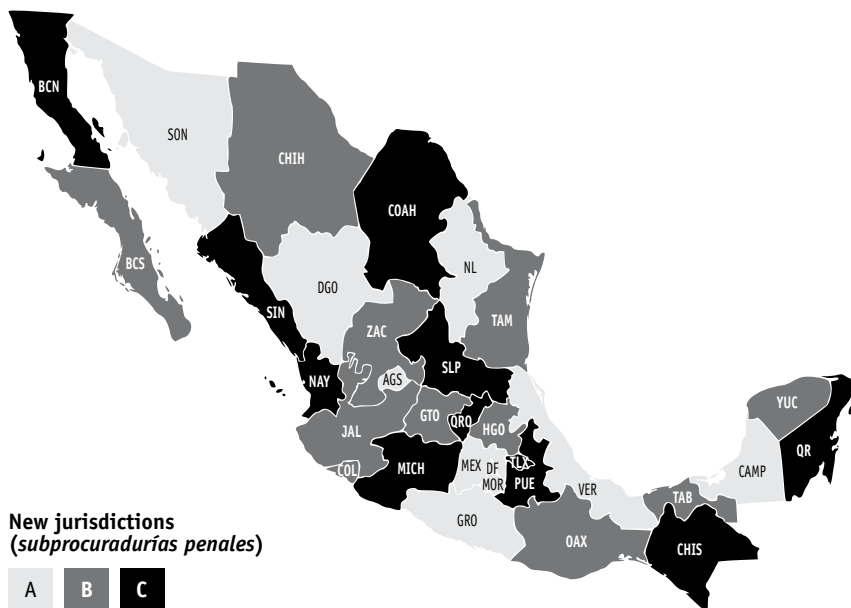 BCN
SON
CHIH
COAH
BCS
NL
DGO
SIN
TAM
ZAC
SLP
NAY
AGS
YUC
GTO
QRO
HGO
JAL
QR
COL
MICH
MEX
DF
TLX
CAMP
MOR
PUE
VER
TAB
GRO
OAX
CHIS
New jurisdictions
(subprocuradurías penales)
A B C